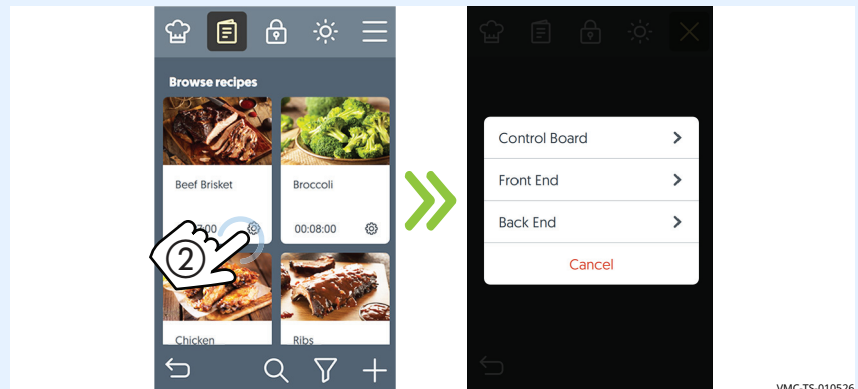 Browse recipes
Beef Brisket
Broccoli
00:08:00
2
Chicken
Ribs
Control Board
Front End
Back End
Cancel
VMC-TS-010526